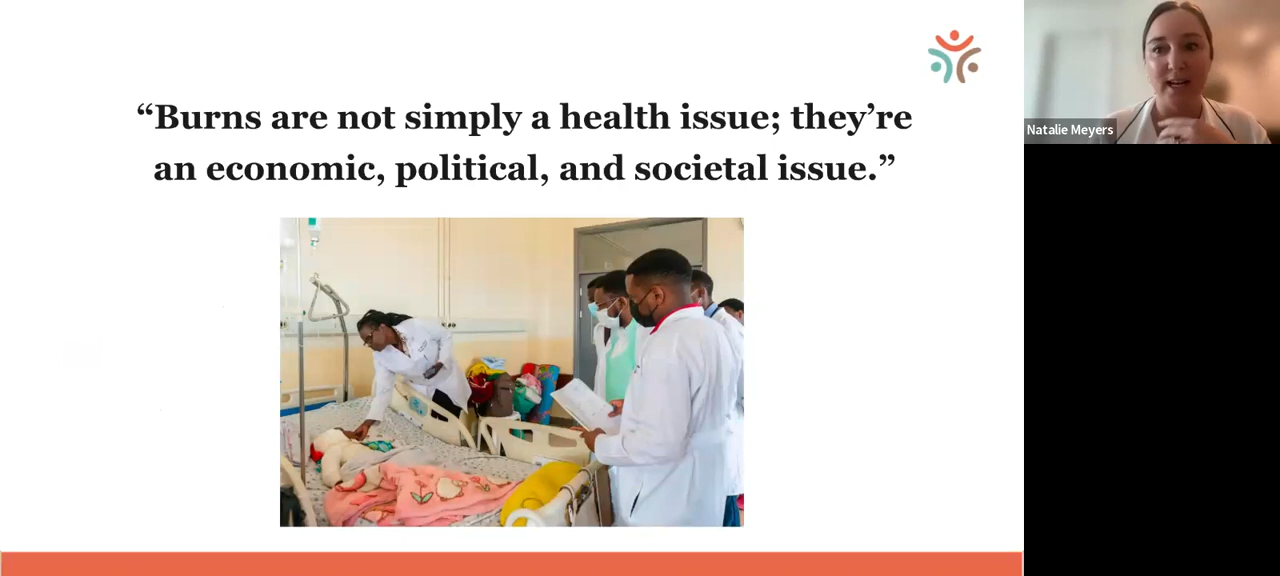 “Burns are not simply a health issue; they’re
an economic, political, and societal issue.”
Natalie Meyers